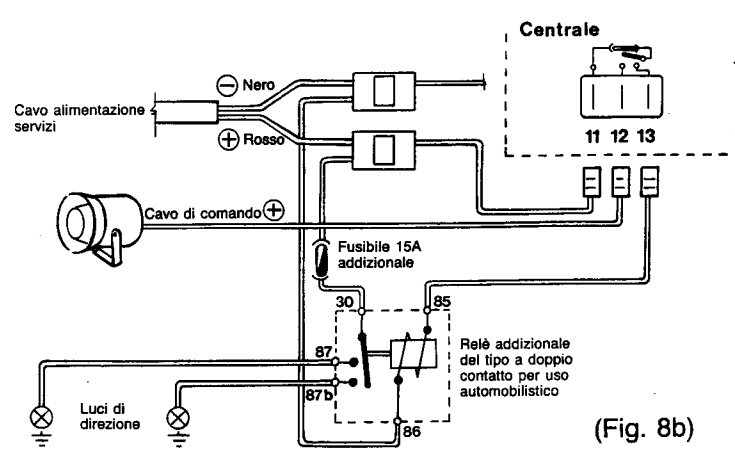 Centrale
⊖ Nero
Cavo alimentazione
servizi
⊕ Rosso
11 12 13
Cavo di comando ⊕
Fusibile 15A
addizionale
30
85
87
87b
86
Relè addizionale
del tipo a doppio
contatto per uso
automobilistico
Luci di
direzione
(Fig. 8b)